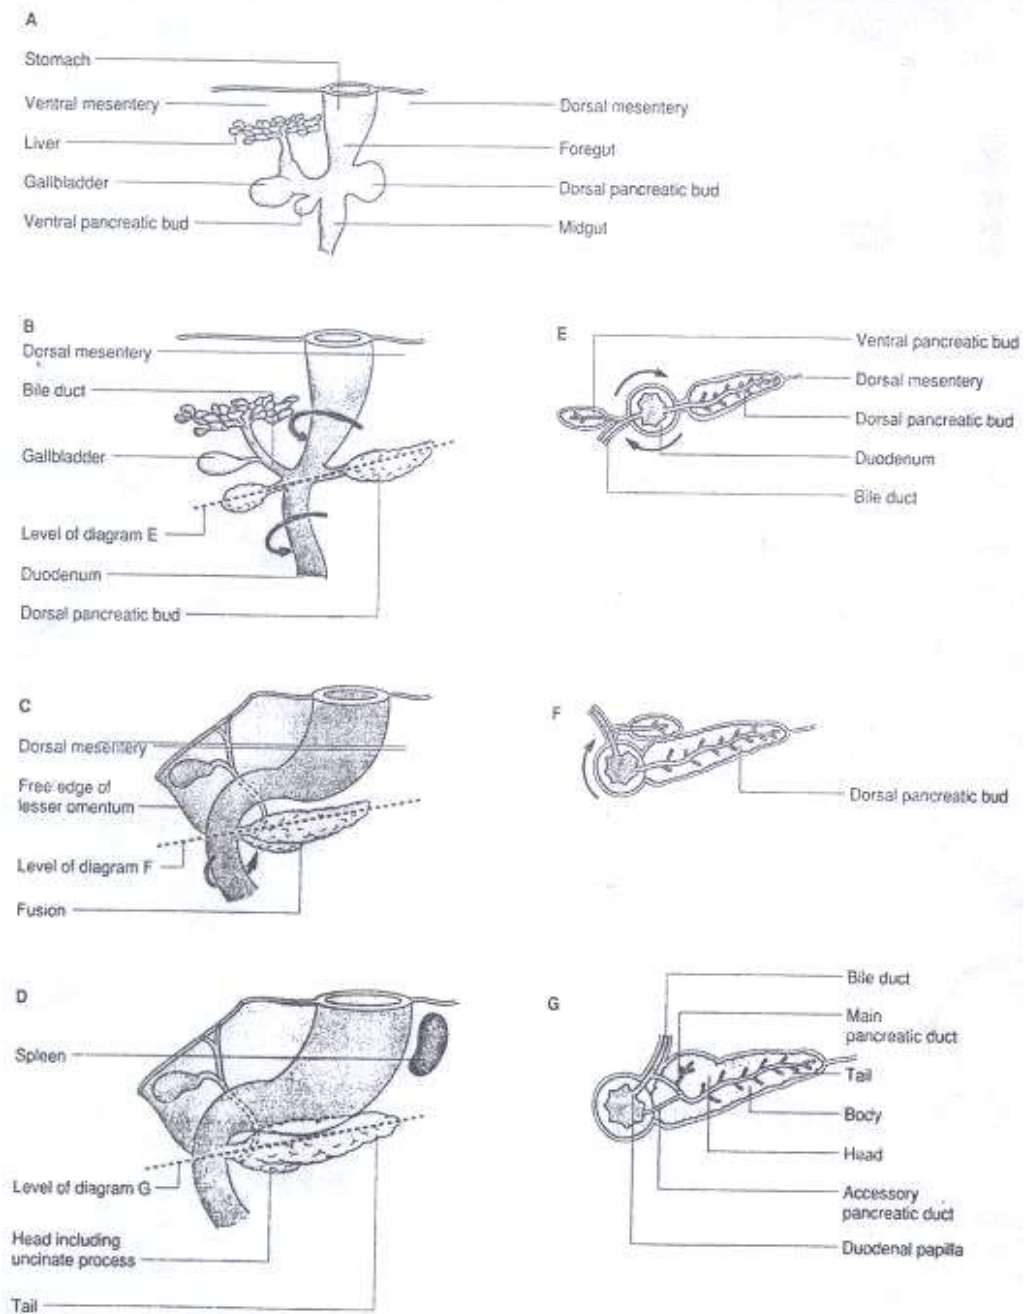 A
Stomach
Ventral mesentery
Liver
Gallbladder
Ventral pancreatic bud
Dorsal mesentery
Foregut
Dorsal pancreatic bud
Midgut
B
Dorsal mesentery
Bile duct
Gallbladder
Level of diagram E
Duodenum
Dorsal pancreatic bud
E
Ventral pancreatic bud
Dorsal mesentery
Dorsal pancreatic bud
Duodenum
Bile duct
C
Dorsal mesentery
Free edge of
lesser omentum
Level of diagram F
Fusion
F
Dorsal pancreatic bud
D
Spleen
Level of diagram G
Head including
uncinate process
Tail
G
Bile duct
Main
pancreatic duct
Tail
Body
Head
Accessory
pancreatic duct
Duodenal papilla